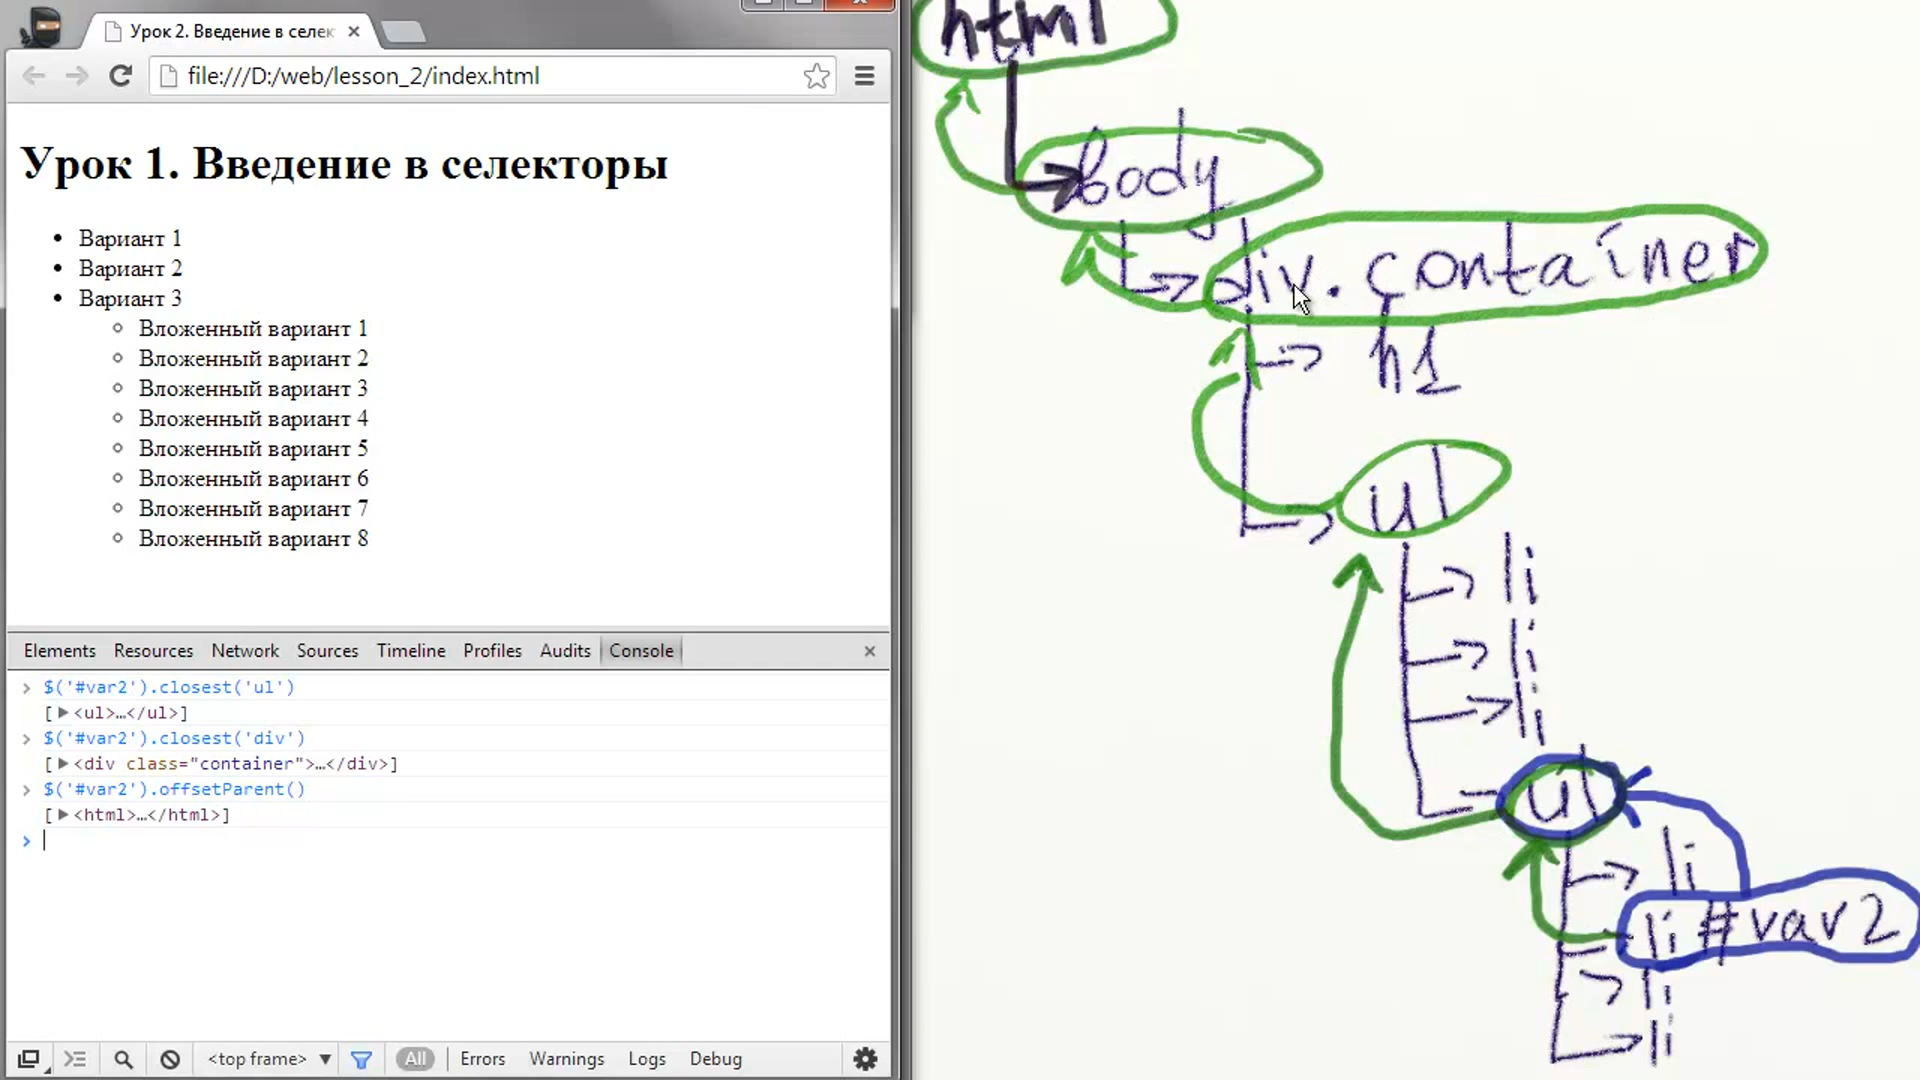 Урок 2. Введение в селек
file:///D:/web/lesson_2/index.html
Урок 1. Введение в селекторы
Вариант 1
Вариант 2
Вариант 3
Вложенный вариант 1
Вложенный вариант 2
Вложенный вариант 3
Вложенный вариант 4
Вложенный вариант 5
Вложенный вариант 6
Вложенный вариант 7
Вложенный вариант 8
Elements Resources Network Sources Timeline Profiles Audits Console
$('#var2').closest('ul')
[<ul>…</ul>]
$('#var2').closest('div')
[<div class="container">…</div>]
$('#var2').offsetParent()
[<html>…</html>]
<top frame> All Errors Warnings Logs Debug
html
body
div.container
h1
ul
li
li
li
ul
li
li #var2
li
li